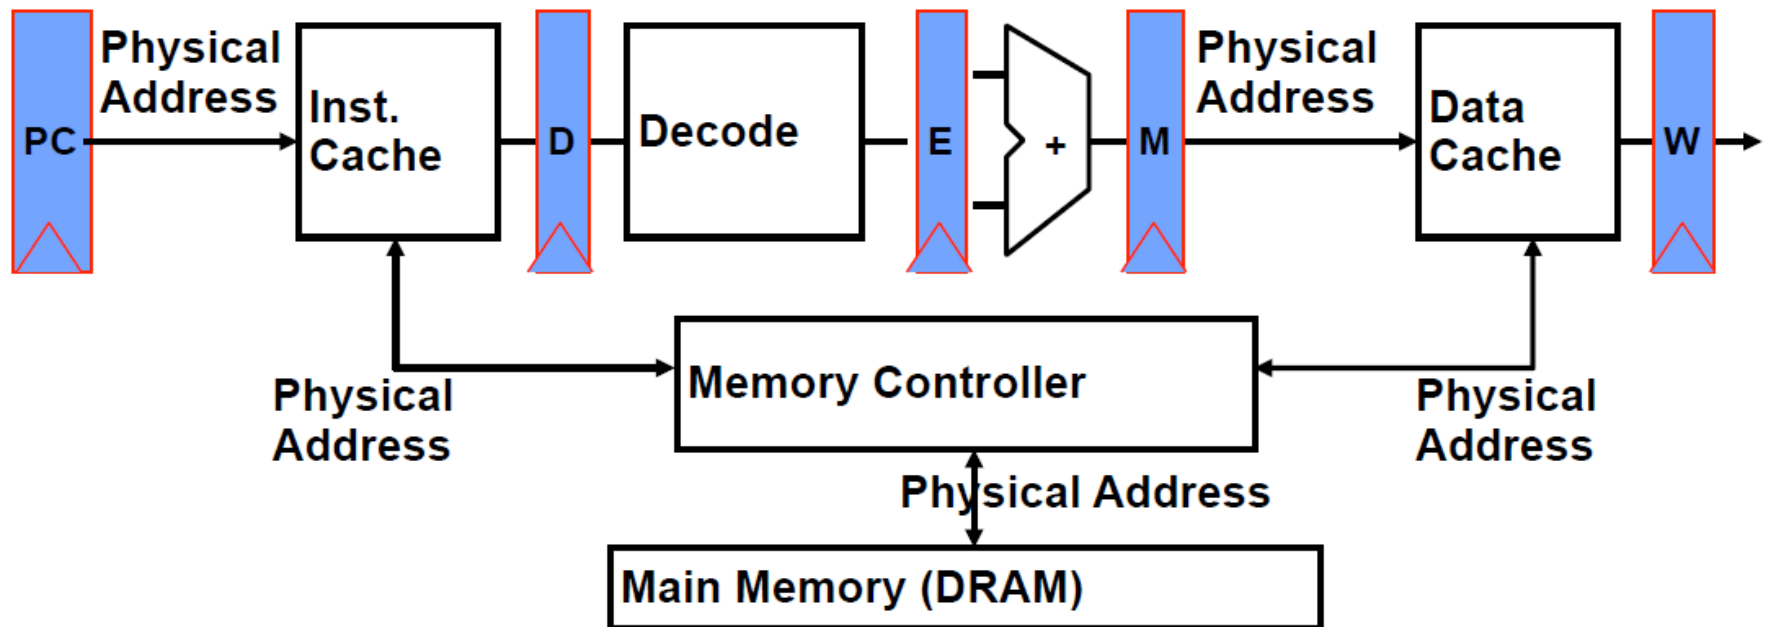 Physical
Address
PC
Inst.
Cache
D
Decode
E
+
M
Physical
Address
Data
Cache
W
Physical
Address
Memory Controller
Physical
Address
Physical Address
Main Memory (DRAM)